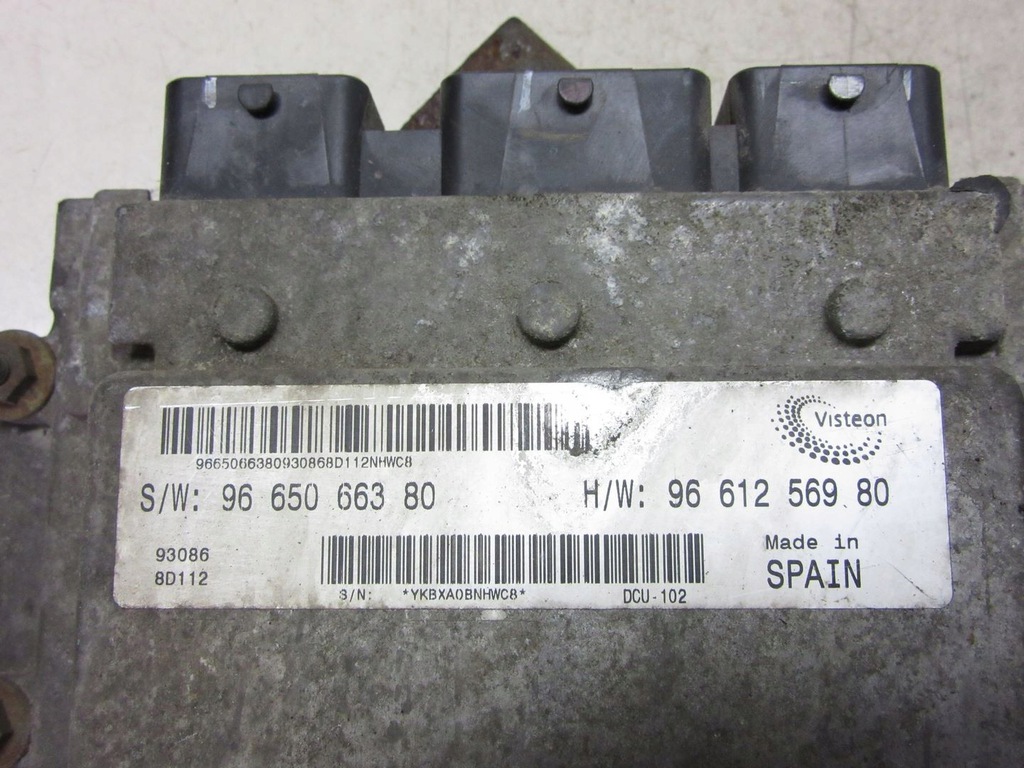 Visteon
9665066380930868D112NHWC8
S/W: 96 650 663 80
H/W: 96 612 569 80
93086
8D112
Made in
SPAIN
S/N: *YKBXA0BNHWC8*
DCU-102